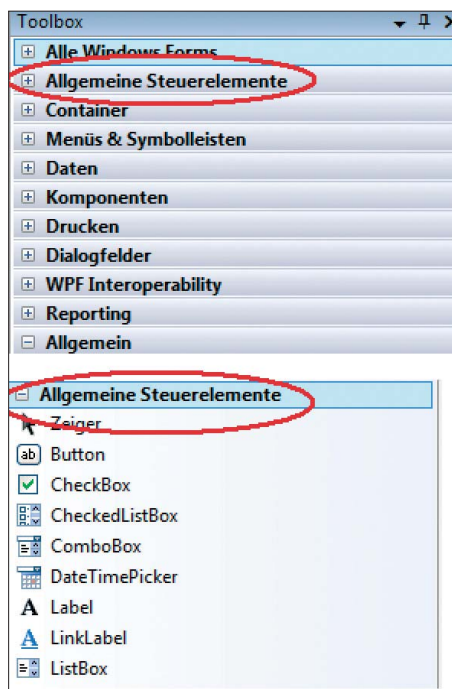 Toolbox
Alle Windows Forms
Allgemeine Steuerelemente
Container
Menüs & Symbolleisten
Daten
Komponenten
Drucken
Dialogfelder
WPF Interoperability
Reporting
Allgemein
Allgemeine Steuerelemente
Zeiger
ab Button
CheckBox
CheckedListBox
ComboBox
DateTimePicker
A Label
A LinkLabel
ListBox